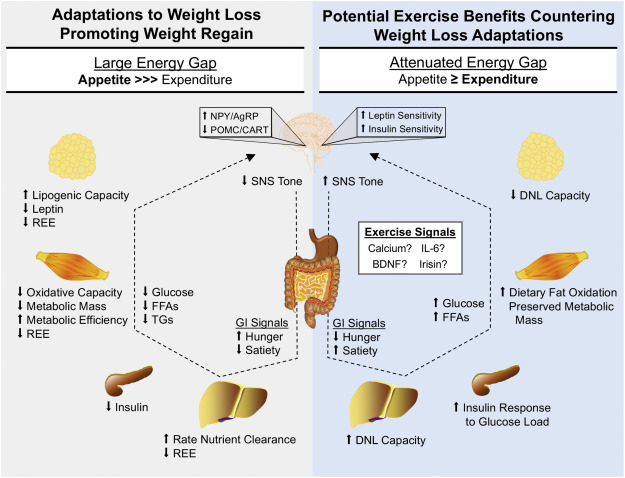 Adaptations to Weight Loss
Promoting Weight Regain
Large Energy Gap
Appetite >>> Expenditure
Potential Exercise Benefits Countering
Weight Loss Adaptations
Attenuated Energy Gap
Appetite ≥ Expenditure
↑ NPY/AgRP
↓ POMC/CART
↑ Leptin Sensitivity
↑ Insulin Sensitivity
↓ SNS Tone
↑ SNS Tone
↑ Lipogenic Capacity
↓ Leptin
↓ REE
↓ DNL Capacity
Exercise Signals
Calcium? IL-6?
BDNF? Irisin?
↓ Oxidative Capacity
↓ Metabolic Mass
↑ Metabolic Efficiency
↓ REE
↓ Glucose
↓ FFAs
↓ TGs
↑ Glucose
↑ FFAs
↑ Dietary Fat Oxidation
Preserved Metabolic
Mass
GI Signals
↑ Hunger
↓ Satiety
GI Signals
↓ Hunger
↑ Satiety
↓ Insulin
↑ Rate Nutrient Clearance
↓ REE
↑ DNL Capacity
↑ Insulin Response
to Glucose Load